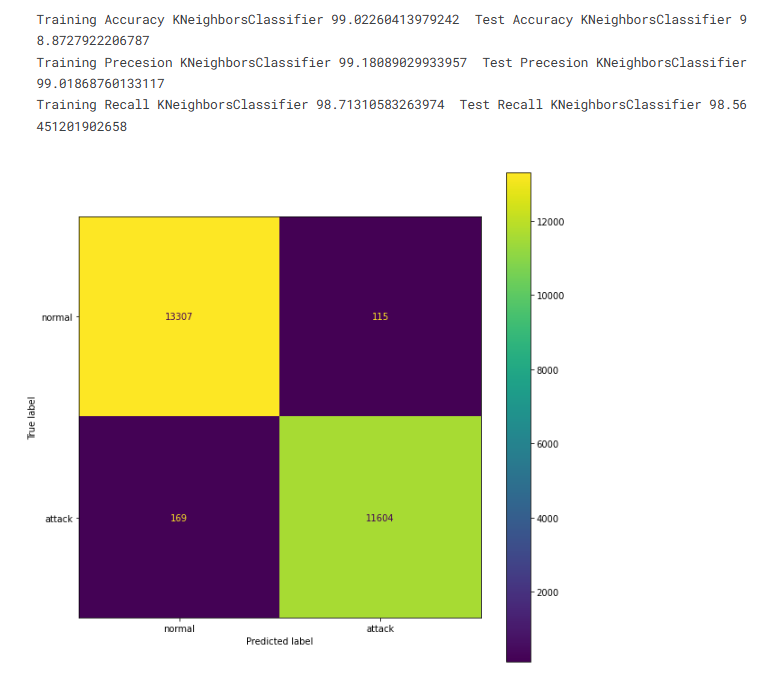 Training Accuracy KNeighborsClassifier 99.02260413979242  Test Accuracy KNeighborsClassifier 9
8.8727922206787
Training Precesion KNeighborsClassifier 99.18089029933957  Test Precesion KNeighborsClassifier
99.01868760133117
Training Recall KNeighborsClassifier 98.71310583263974  Test Recall KNeighborsClassifier 98.56
451201902658
12000
10000
8000
6000
4000
2000
True label
normal
13307
115
attack
169
11604
normal
attack
Predicted label